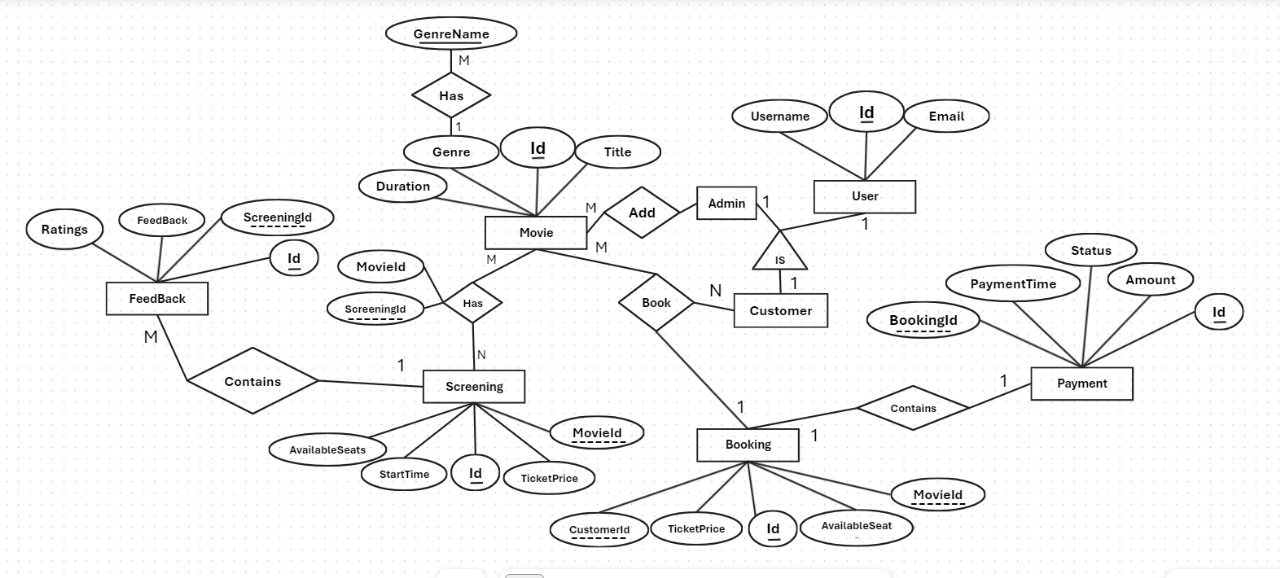 GenreName
M
Has
1
Genre
Id
Title
Duration
Username
Id
Email
User
1
M
Add
Admin
1
Movie
M
M
IS
1
Customer
Ratings
FeedBack
ScreeningId
Id
FeedBack
M
MovieId
ScreeningId
Has
N
Book
N
Status
PaymentTime
Amount
BookingId
Id
Payment
1
Contains
1
Contains
1
Screening
1
Booking
AvailableSeats
StartTime
Id
TicketPrice
MovieId
CustomerId
TicketPrice
Id
AvailableSeat
MovieId